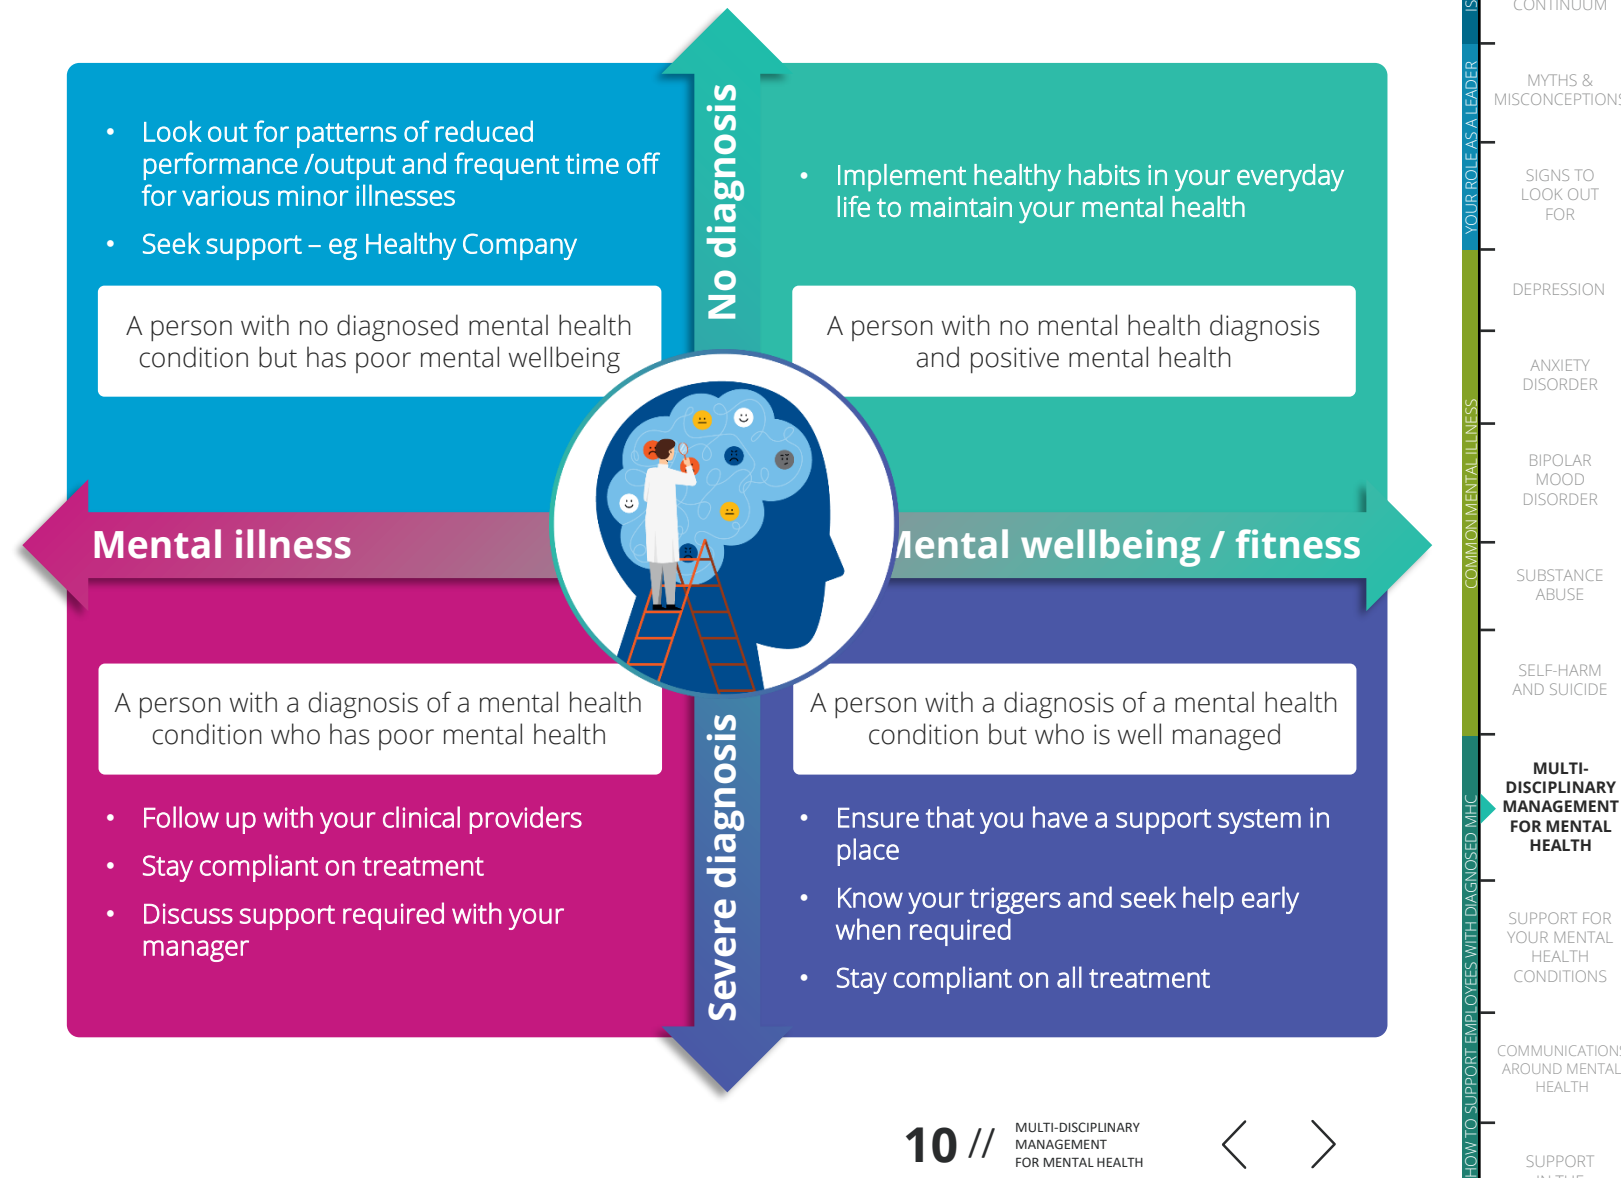 No diagnosis
• Look out for patterns of reduced
performance /output and frequent time off
for various minor illnesses
• Seek support – eg Healthy Company
A person with no diagnosed mental health
condition but has poor mental wellbeing
• Implement healthy habits in your everyday
life to maintain your mental health
A person with no mental health diagnosis
and positive mental health
Mental illness
Mental wellbeing / fitness
A person with a diagnosis of a mental health
condition who has poor mental health
• Follow up with your clinical providers
• Stay compliant on treatment
• Discuss support required with your
manager
Severe diagnosis
A person with a diagnosis of a mental health
condition but who is well managed
• Ensure that you have a support system in
place
• Know your triggers and seek help early
when required
• Stay compliant on all treatment
10 //
MULTI-DISCIPLINARY
MANAGEMENT
FOR MENTAL HEALTH
IS
YOUR ROLE AS A LEADER
COMMON MENTAL ILLNESS
HOW TO SUPPORT EMPLOYEES WITH DIAGNOSED MHC
CONTINUUM
MYTHS &
MISCONCEPTIONS
SIGNS TO
LOOK OUT
FOR
DEPRESSION
ANXIETY
DISORDER
BIPOLAR
MOOD
DISORDER
SUBSTANCE
ABUSE
SELF-HARM
AND SUICIDE
MULTI-
DISCIPLINARY
MANAGEMENT
FOR MENTAL
HEALTH
SUPPORT FOR
YOUR MENTAL
HEALTH
CONDITIONS
COMMUNICATIONS
AROUND MENTAL
HEALTH
SUPPORT
IN THE